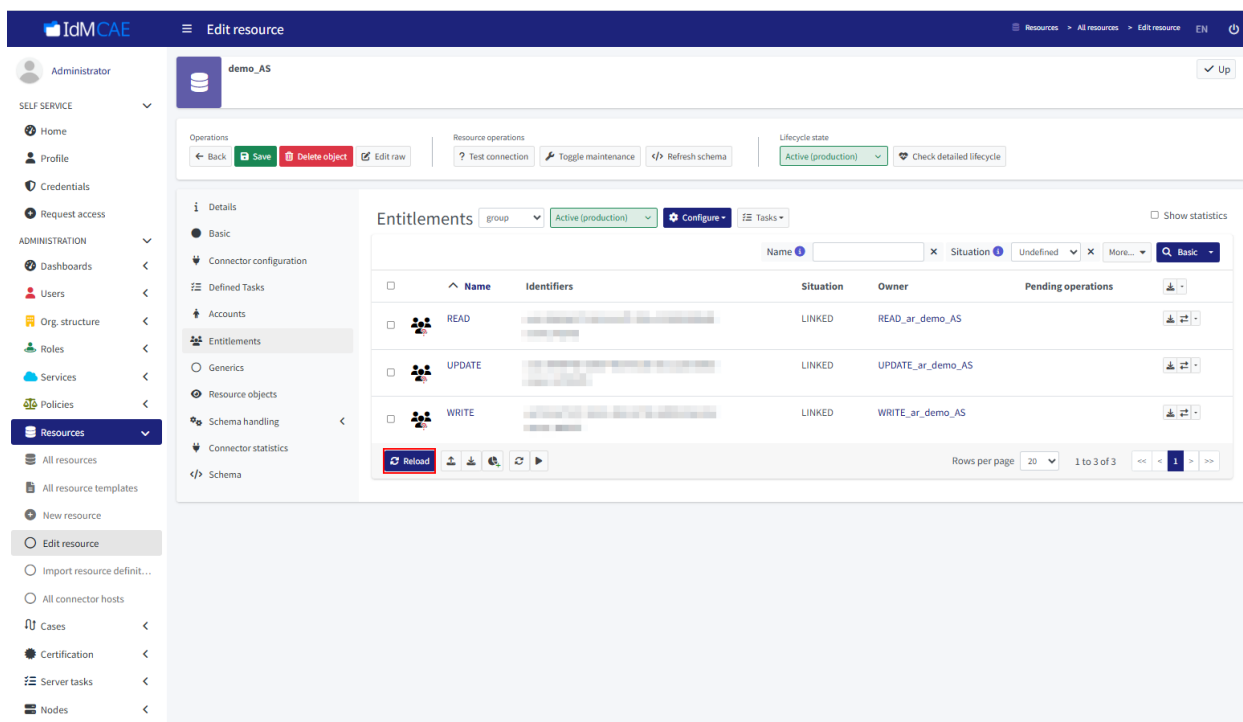 IdMCAE
Edit resource
Resources > All resources > Edit resource EN
Administrator
demo_AS
Up
SELF SERVICE
Home
Profile
Credentials
Request access
ADMINISTRATION
Dashboards
Users
Org. structure
Roles
Services
Policies
Resources
All resources
All resource templates
New resource
Edit resource
Import resource definit...
All connector hosts
Cases
Certification
Server tasks
Nodes
Operations
Back Save Delete object Edit raw
Resource operations
? Test connection Toggle maintenance </> Refresh schema
Lifecycle state
Active (production) Check detailed lifecycle
i Details
Basic
Connector configuration
Defined Tasks
Accounts
Entitlements
Generics
Resource objects
Schema handling
Connector statistics
</> Schema
Entitlements group Active (production) Configure Tasks Show statistics
Name Situation Undefined More... Basic
Name Identifiers Situation Owner Pending operations
READ LINKED READ_ar_demo_AS
UPDATE LINKED UPDATE_ar_demo_AS
WRITE LINKED WRITE_ar_demo_AS
Reload Rows per page 20 1 to 3 of 3 << < 1 > >>